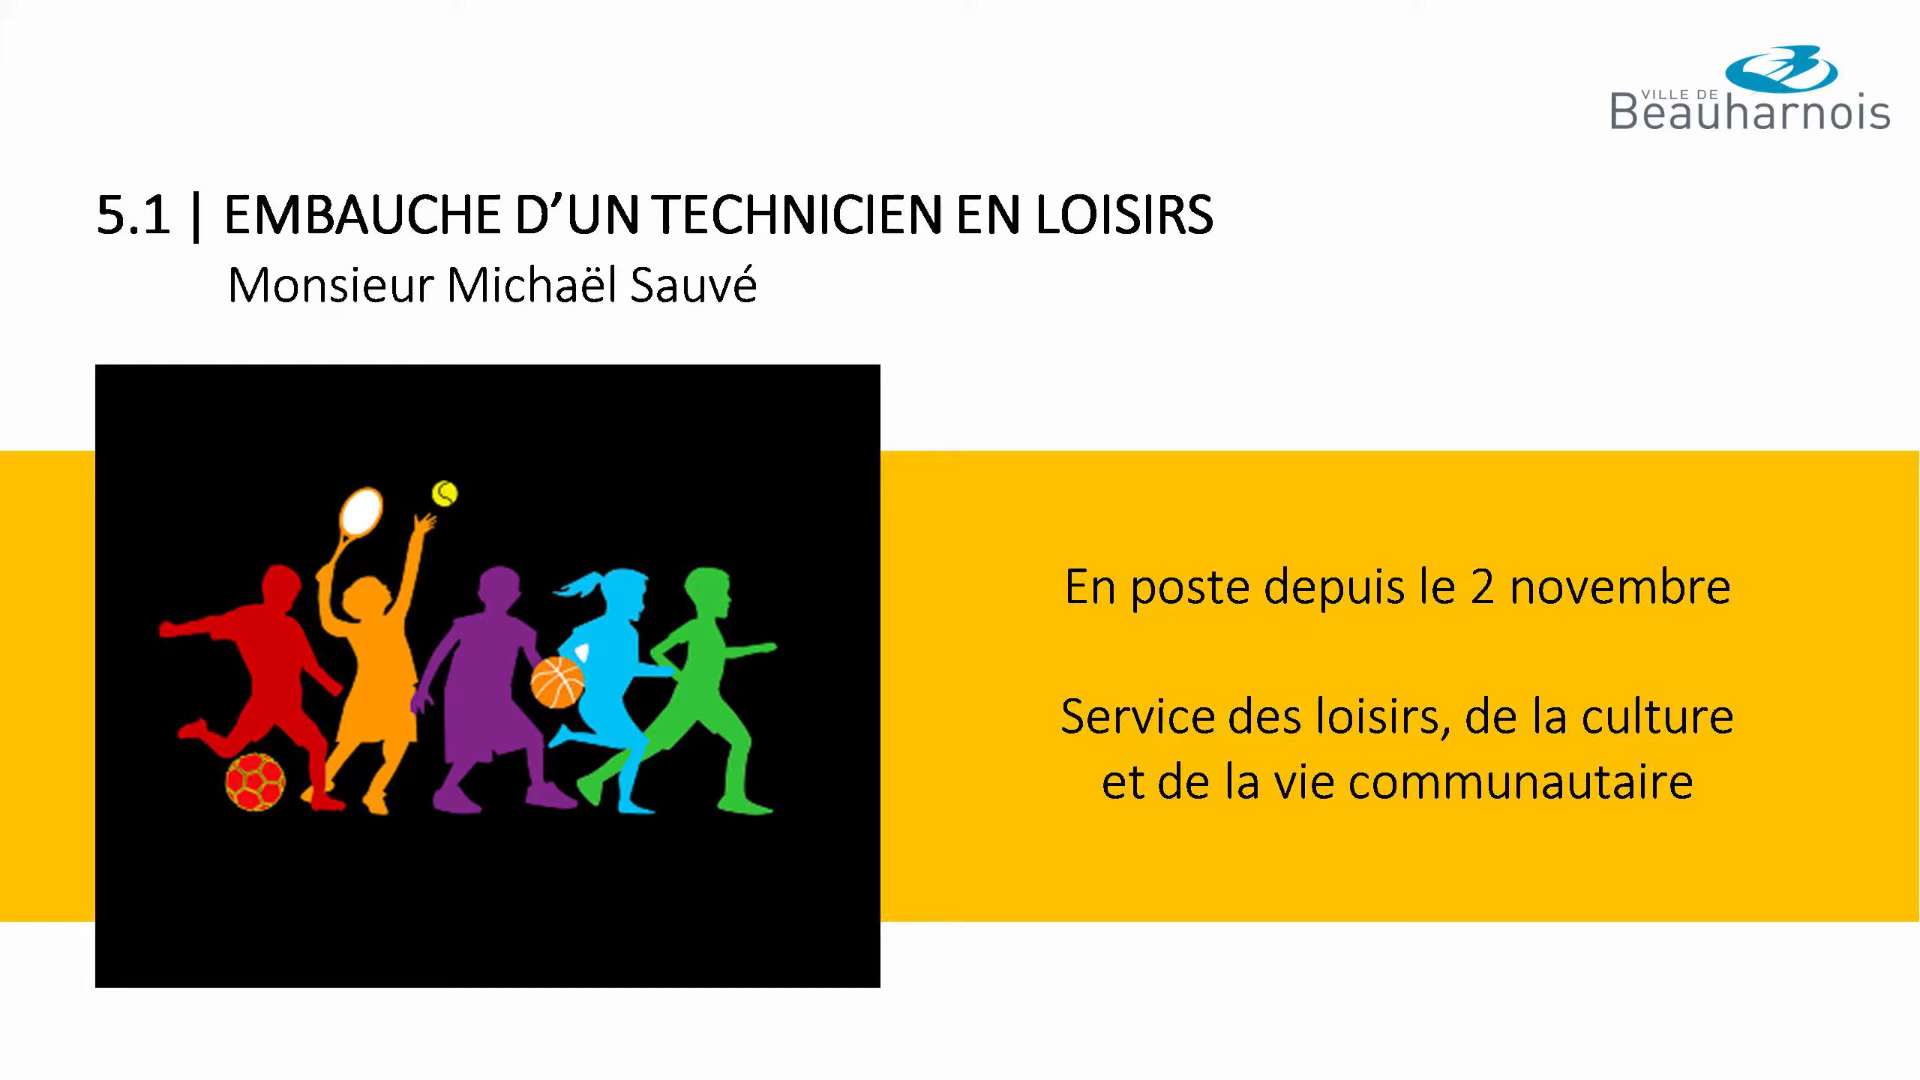 VILLE DE
Beauharnois
5.1 | EMBAUCHE D’UN TECHNICIEN EN LOISIRS
Monsieur Michaël Sauvé
En poste depuis le 2 novembre
Service des loisirs, de la culture
et de la vie communautaire